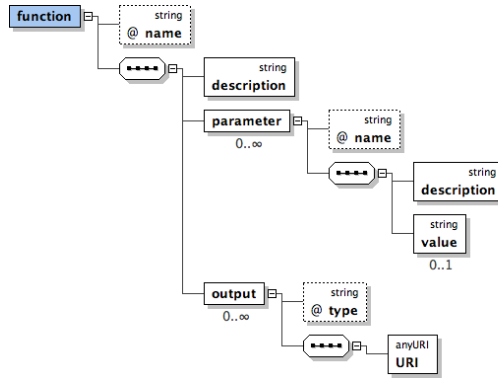 function
string
@ name
string
description
parameter
0..∞
string
@ name
string
description
string
value
0..1
output
0..∞
string
@ type
anyURI
URI